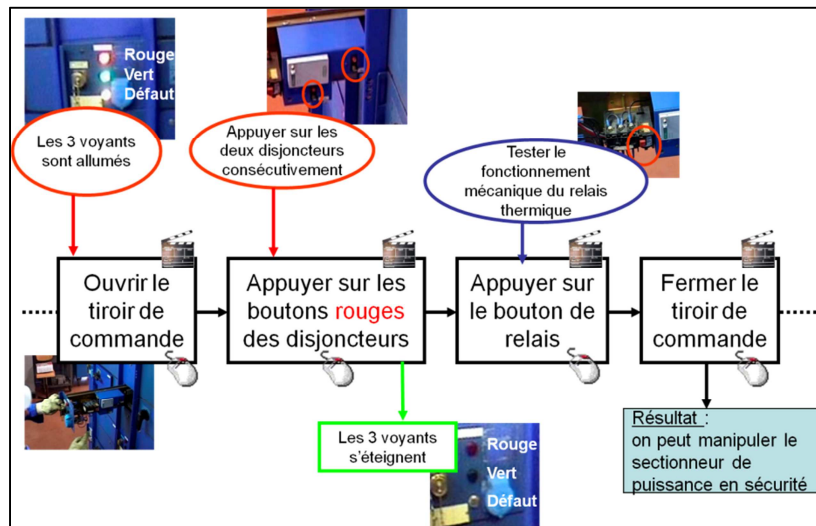 Rouge
Vert
Défaut
Les 3 voyants
sont allumés
Appuyer sur les
deux disjoncteurs
consécutivement
Tester le
fonctionnement
mécanique du relais
thermique
Ouvrir le
tiroir de
commande
Appuyer sur les
boutons rouges
des disjoncteurs
Appuyer sur
le bouton de
relais
Fermer le
tiroir de
commande
Les 3 voyants
s'éteignent
Rouge
Vert
Défaut
Résultat :
on peut manipuler le
sectionneur de
puissance en sécurité